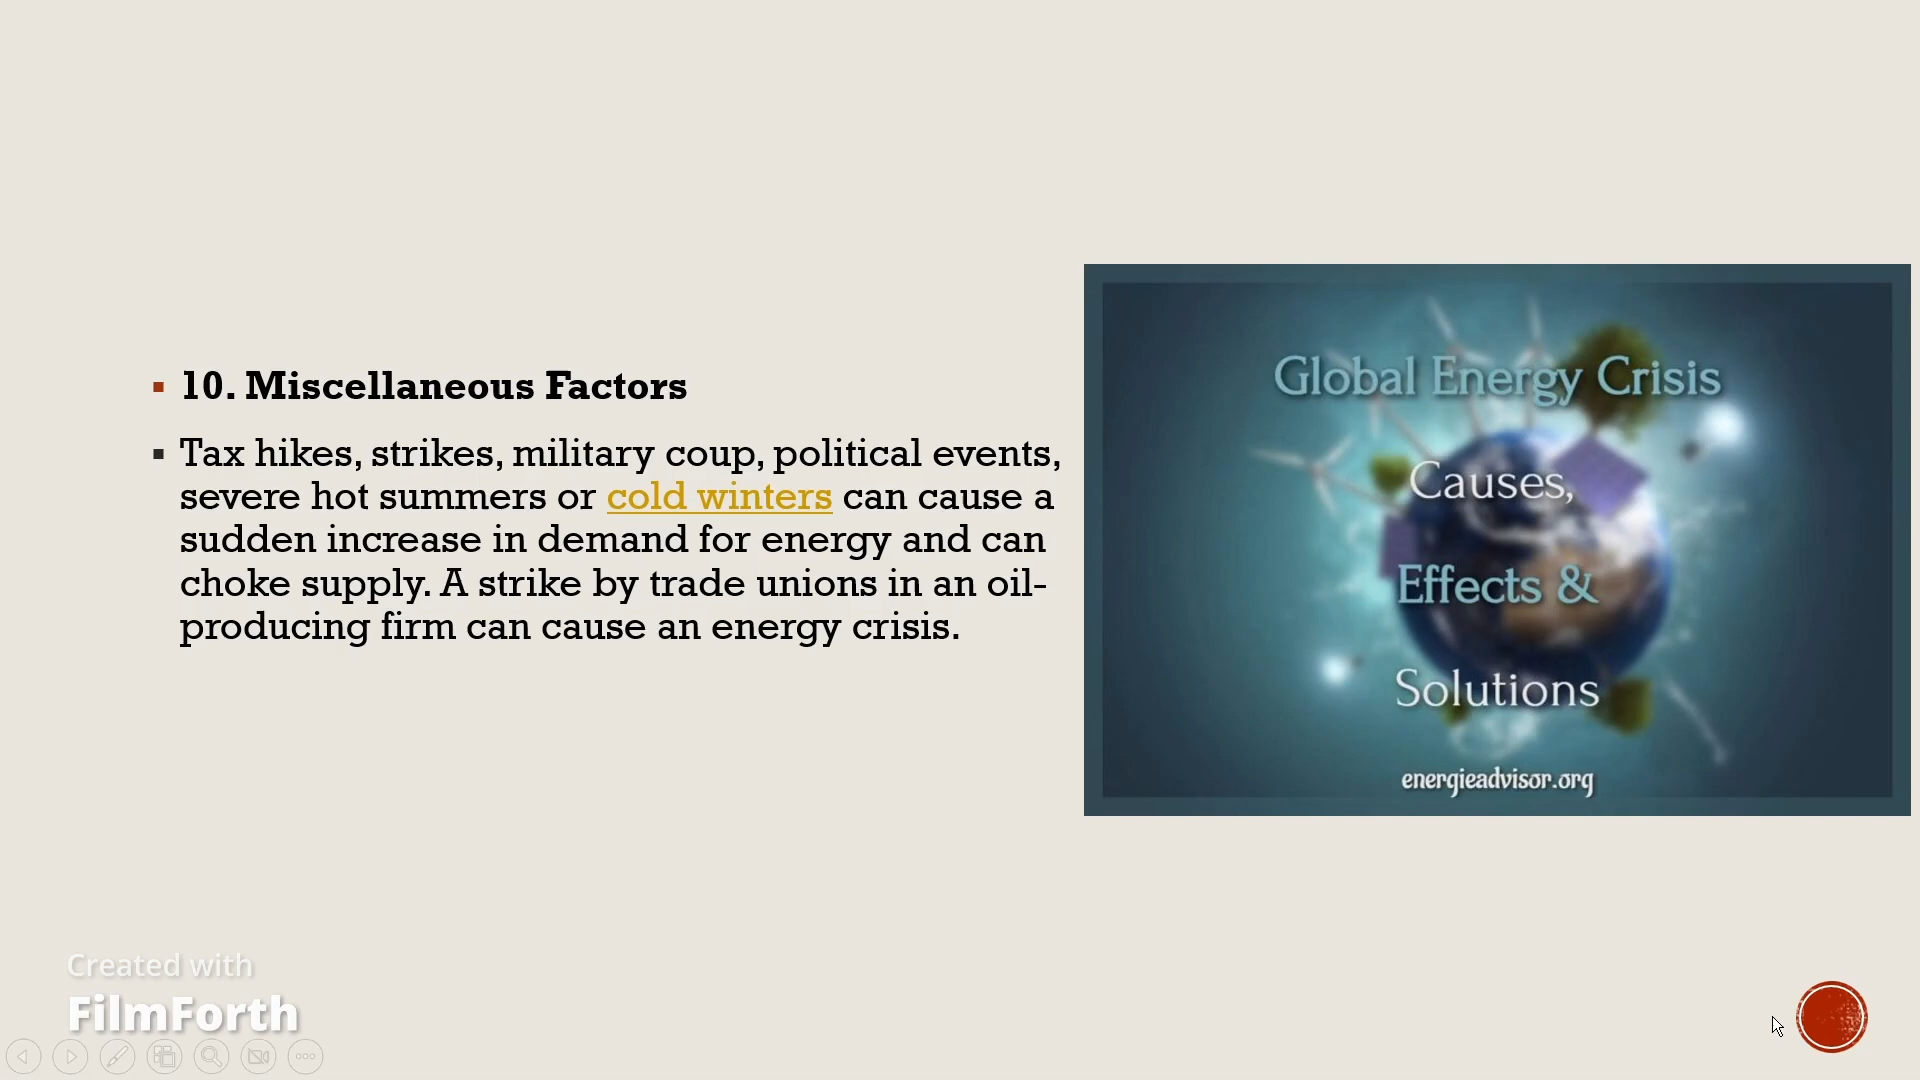 10. Miscellaneous Factors
Tax hikes, strikes, military coup, political events,
severe hot summers or cold winters can cause a
sudden increase in demand for energy and can
choke supply. A strike by trade unions in an oil-
producing firm can cause an energy crisis.
Global Energy Crisis
Causes,
Effects &
Solutions
energieadvisor.org
Created with
FilmForth